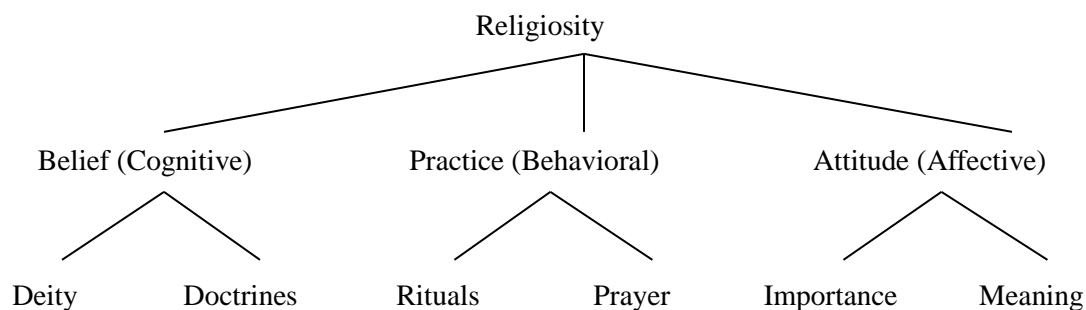 Religiosity
Belief (Cognitive) Practice (Behavioral) Attitude (Affective)
Deity Doctrines Rituals Prayer Importance Meaning